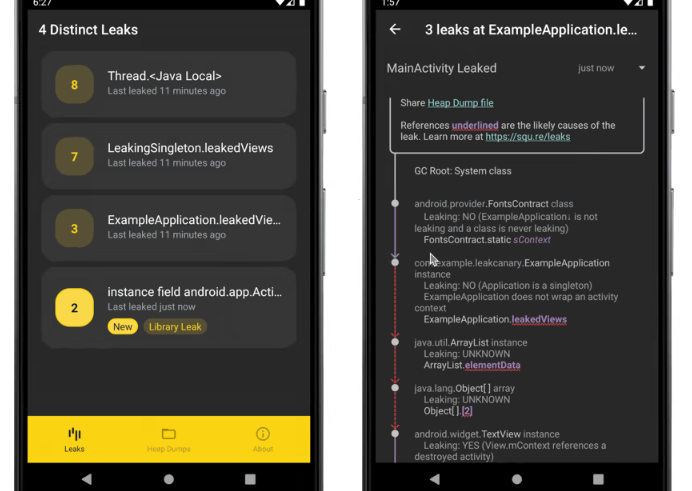 6:27
4 Distinct Leaks
8
Thread.<Java Local>
Last leaked 11 minutes ago
7
LeakingSingleton.leakedViews
Last leaked 11 minutes ago
3
ExampleApplication.leakedVie...
Last leaked 11 minutes ago
2
instance field android.app.Acti...
Last leaked just now
New
Library Leak
Leaks
Heap Dumps
About
1:57
3 leaks at ExampleApplication.le...
MainActivity Leaked
just now
Share Heap Dump file
References underlined are the likely causes of the
leak. Learn more at https://squ.re/leaks
GC Root: System class
android.provider.FontsContract class
Leaking: NO (ExampleApplication↓ is not
leaking and a class is never leaking)
FontsContract.static sContext
com.example.leakcanary.ExampleApplication
instance
Leaking: NO (Application is a singleton)
ExampleApplication does not wrap an activity
context
ExampleApplication.leakedViews
java.util.ArrayList instance
Leaking: UNKNOWN
ArrayList.elementData
java.lang.Object[] array
Leaking: UNKNOWN
Object[].[2]
android.widget.TextView instance
Leaking: YES (View.mContext references a
destroyed activity)